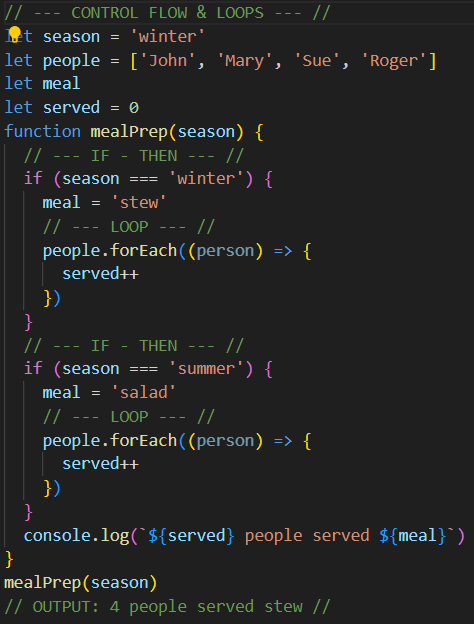 // --- CONTROL FLOW & LOOPS --- //
let season = 'winter'
let people = ['John', 'Mary', 'Sue', 'Roger']
let meal
let served = 0
function mealPrep(season) {
  // --- IF - THEN --- //
  if (season === 'winter') {
    meal = 'stew'
    // --- LOOP --- //
    people.forEach((person) => {
      served++
    })
  }
  // --- IF - THEN --- //
  if (season === 'summer') {
    meal = 'salad'
    // --- LOOP --- //
    people.forEach((person) => {
      served++
    })
  }
  console.log(`${served} people served ${meal}`)
}
mealPrep(season)
// OUTPUT: 4 people served stew //